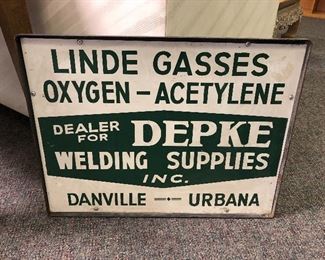 LINDE GASSES
OXYGEN - ACETYLENE
DEALER FOR DEPKE
WELDING SUPPLIES
INC.
DANVILLE - URBANA